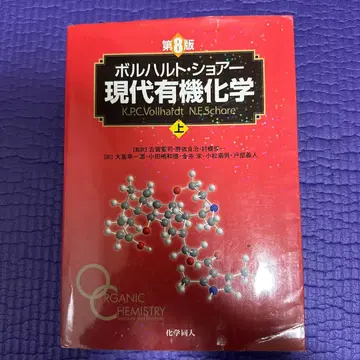 第8版
ボルハルト・ショアー
現代有機化学
K.P.C.Vollhardt N.E.Schore
上
ORGANIC
CHEMISTRY
化学同人